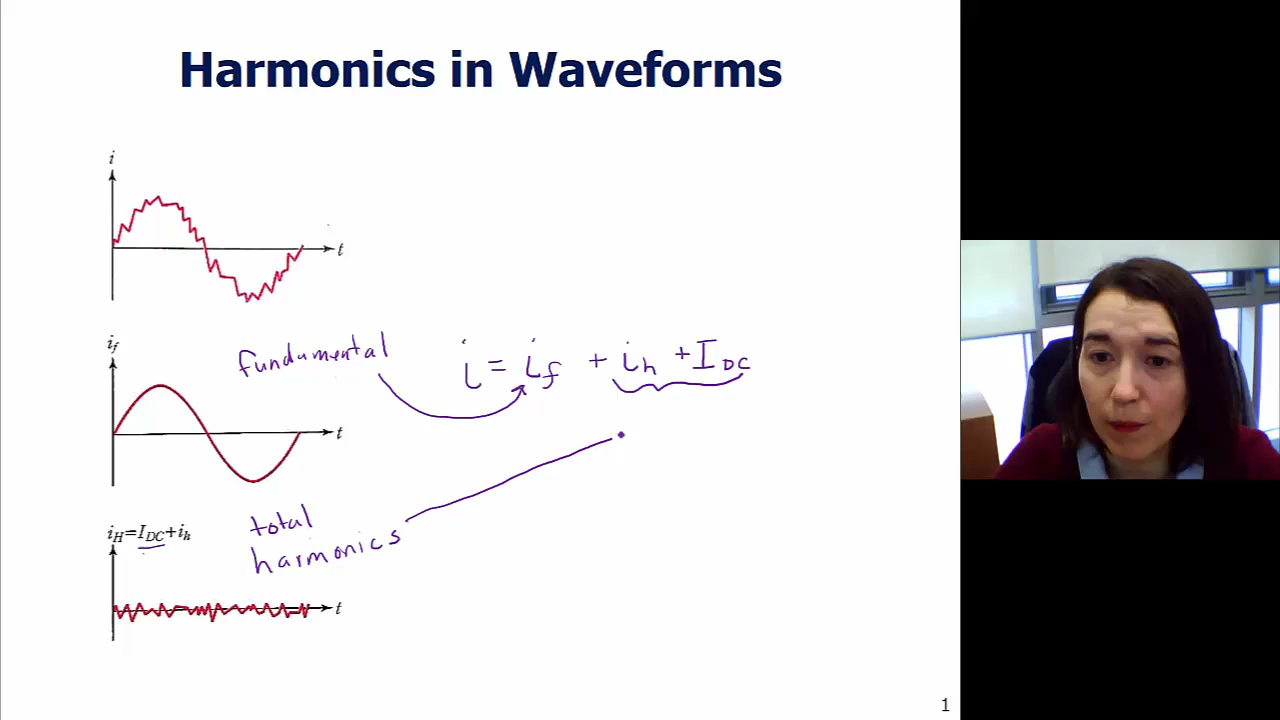 Harmonics in Waveforms
i
t
i_f
fundamental
i = i_f + i_h + I_DC
t
i_H=I_DC+i_h
total
harmonics
t
1